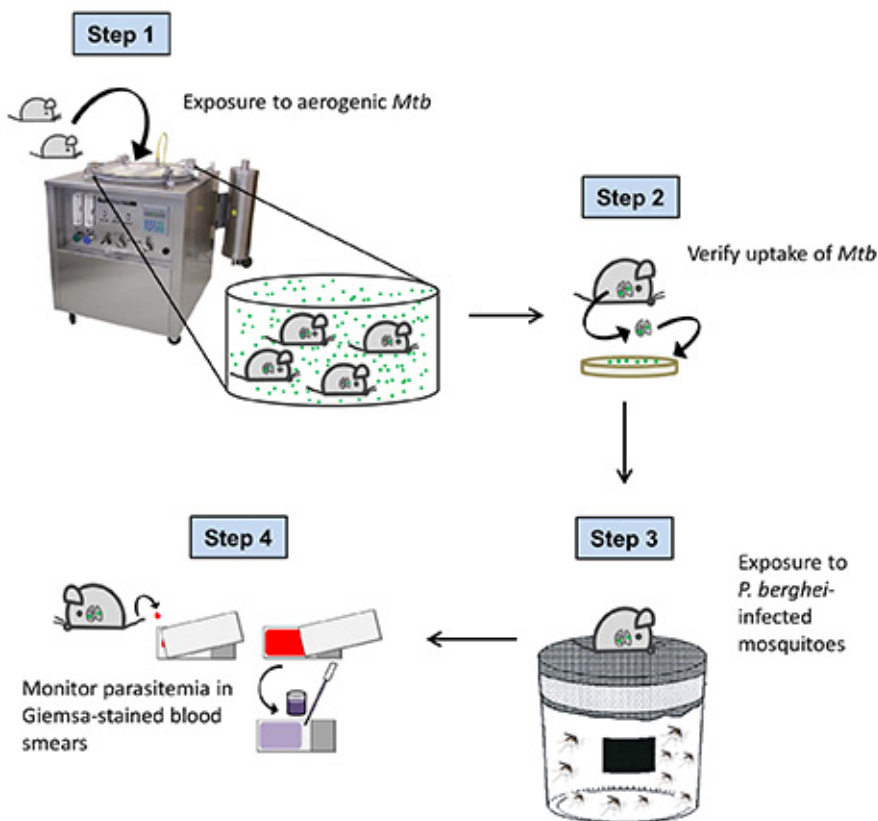 Step 1
Exposure to aerogenic Mtb
Step 2
Verify uptake of Mtb
Step 3
Exposure to
P. berghei-
infected
mosquitoes
Step 4
Monitor parasitemia in
Giemsa-stained blood
smears